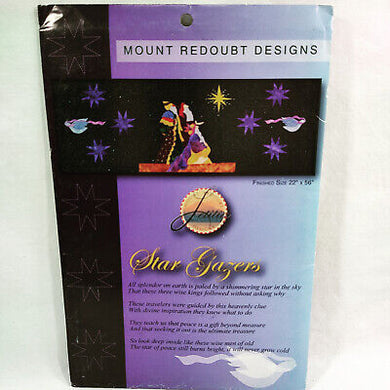 MOUNT REDOUBT DESIGNS
FINISHED SIZE 22" x 56"
Star Gazers
All splendor on earth is paled by a shimmering star in the sky
That these three wise kings followed without asking why
These travelers were guided by this heavenly clue
With divine inspiration they knew what to do
They teach us that peace is a gift beyond measure
And that seeking it out is the ultimate treasure
So look deep inside like these wise men of old
The star of peace still burns bright, & will never grow cold